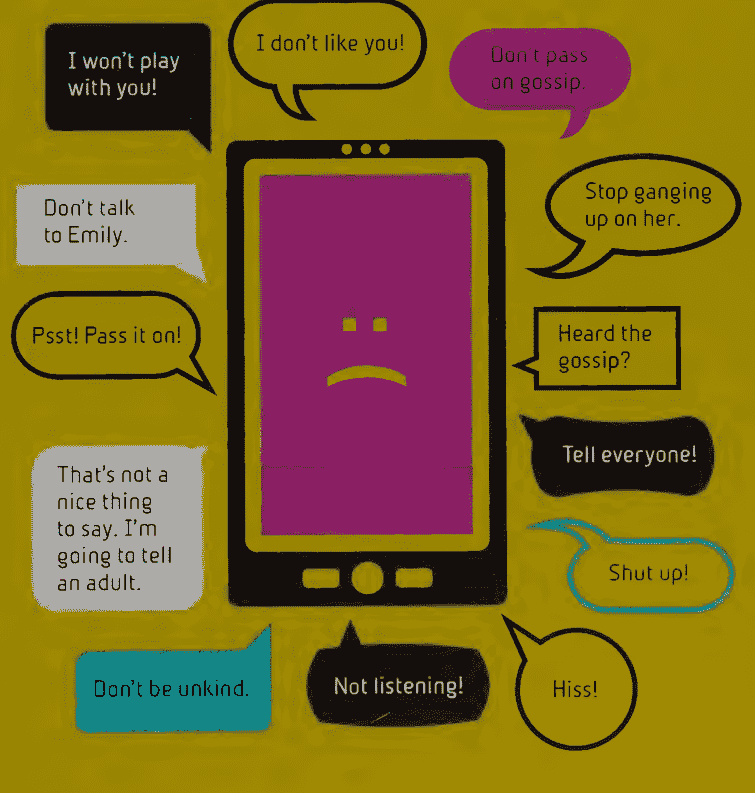 I won't play
with you!
I don't like you!
Don't pass
on gossip.
Don't talk
to Emily.
Stop ganging
up on her.
Psst! Pass it on!
Heard the
gossip?
Tell everyone!
That's not a
nice thing
to say. I'm
going to tell
an adult.
Shut up!
Don't be unkind.
Not listening!
Hiss!